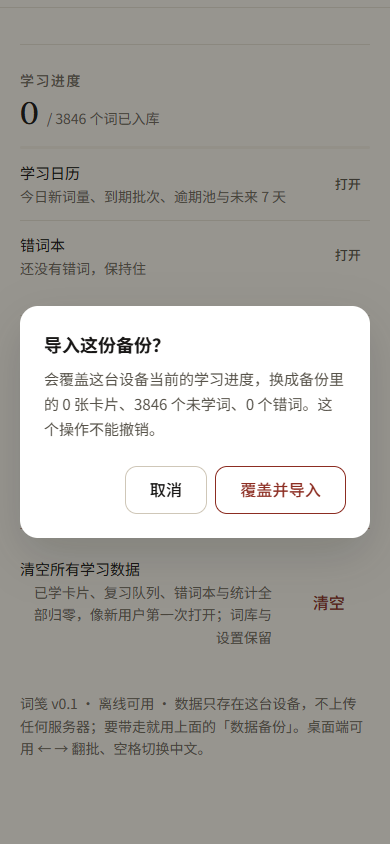 学习进度
0 / 3846 个词已入库
学习日历
今日新词量、到期批次、逾期池与未来 7 天
打开
错词本
还没有错词，保持住
打开
导入这份备份？
会覆盖这台设备当前的学习进度，换成备份里
的 0 张卡片、3846 个未学词、0 个错词。这
个操作不能撤销。
取消
覆盖并导入
清空所有学习数据
已学卡片、复习队列、错词本与统计全
部归零，像新用户第一次打开；词库与
设置保留
清空
词笺 v0.1 · 离线可用 · 数据只存在这台设备，不上传
任何服务器；要带走就用上面的「数据备份」。桌面端可
用 ← → 翻批、空格切换中文。